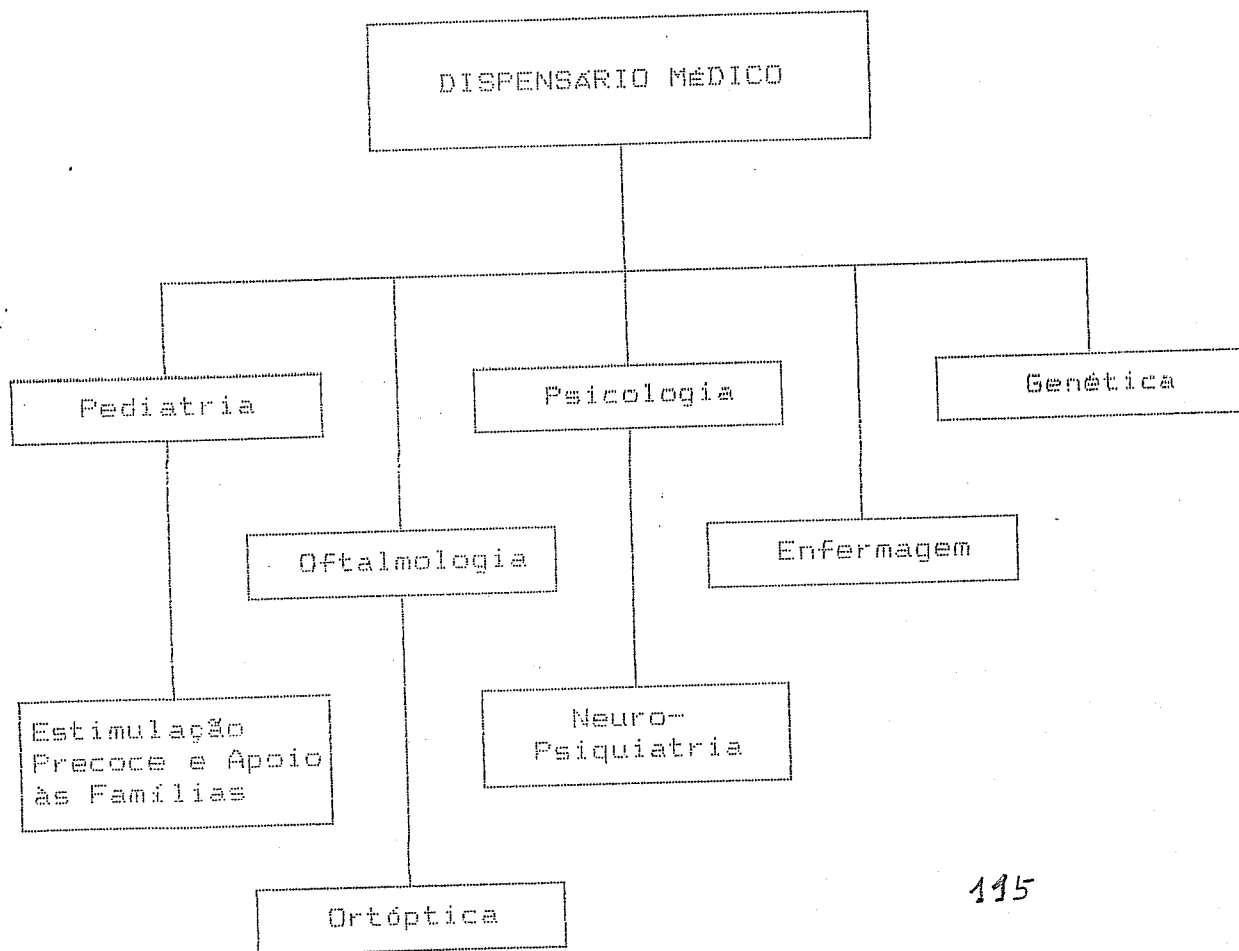 DISPENSÁRIO MÉDICO
Pediatria
Psicologia
Genética
Oftalmologia
Enfermagem
Estimulação
Precoce e Apoio
às Famílias
Neuro-
Psiquiatria
Ortóptica
115